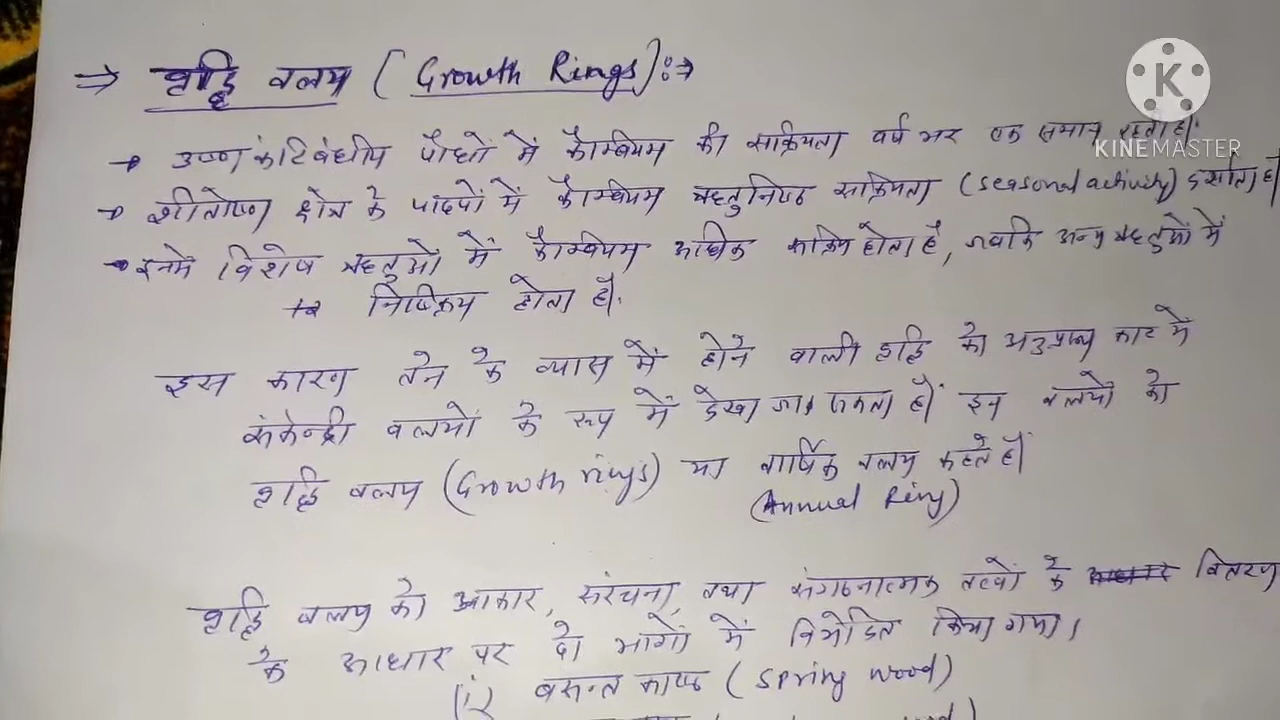 ⇒ वृद्धि वलय (Growth Rings):→
→ उष्ण कटिबंधीय पौधों में कैम्बियम की सक्रियता वर्ष भर एक समान रहता है।
→ शीतोष्ण क्षेत्र के पादपों में कैम्बियम ऋतुनिष्ठ सक्रियता (seasonal activity) दर्शाता है
→ इनमे विशेष ऋतुओ में कैम्बियम अधिक सक्रिय होता है, जबकि अन्य ऋतुओं में
निष्क्रिय होता है।
इस कारण तने के व्यास में होने वाली वृद्धि को अनुप्रस्थ काट में
संकेन्द्री वलयों के रूप में देखा जा सकता है। इन वलयो को
वृद्धि वलय (Growth rings) या वार्षिक वलय कहते है।
(Annual Ring)
वृद्धि वलय को आकार, संरचना, तथा संगठनात्मक तत्वों के वितरण
के आधार पर दो भागों में विभेदित किया गया।
(i) वसन्त काष्ठ (Spring wood)
K
KINEMASTER